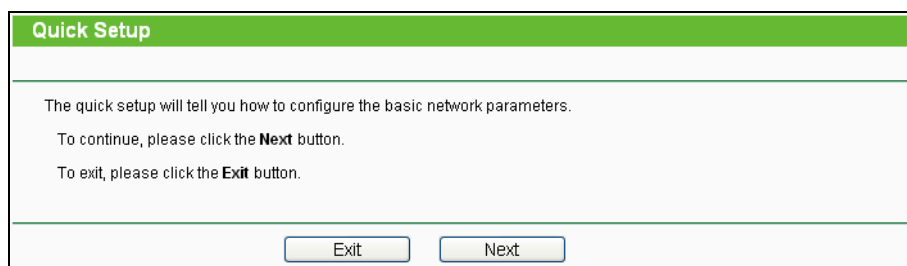 Quick Setup
The quick setup will tell you how to configure the basic network parameters.
To continue, please click the Next button.
To exit, please click the Exit button.
Exit Next